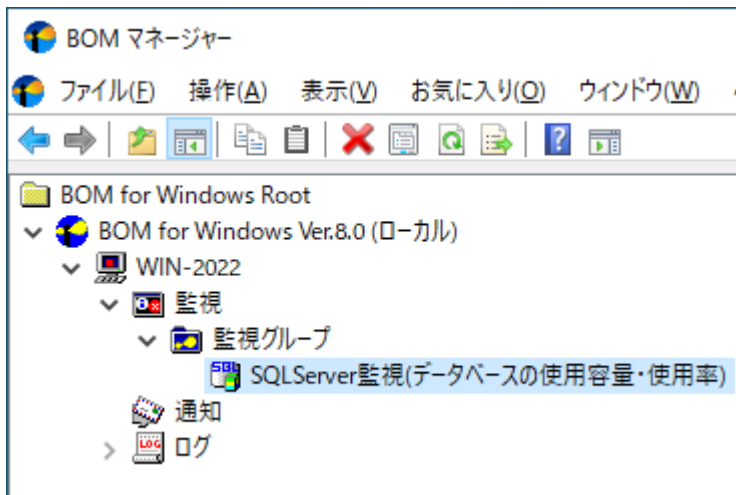 BOM マネージャー
ファイル(F) 操作(A) 表示(V) お気に入り(O) ウィンドウ(W)
BOM for Windows Root
BOM for Windows Ver.8.0 (ローカル)
WIN-2022
監視
監視グループ
SQLServer監視(データベースの使用容量・使用率)
通知
ログ